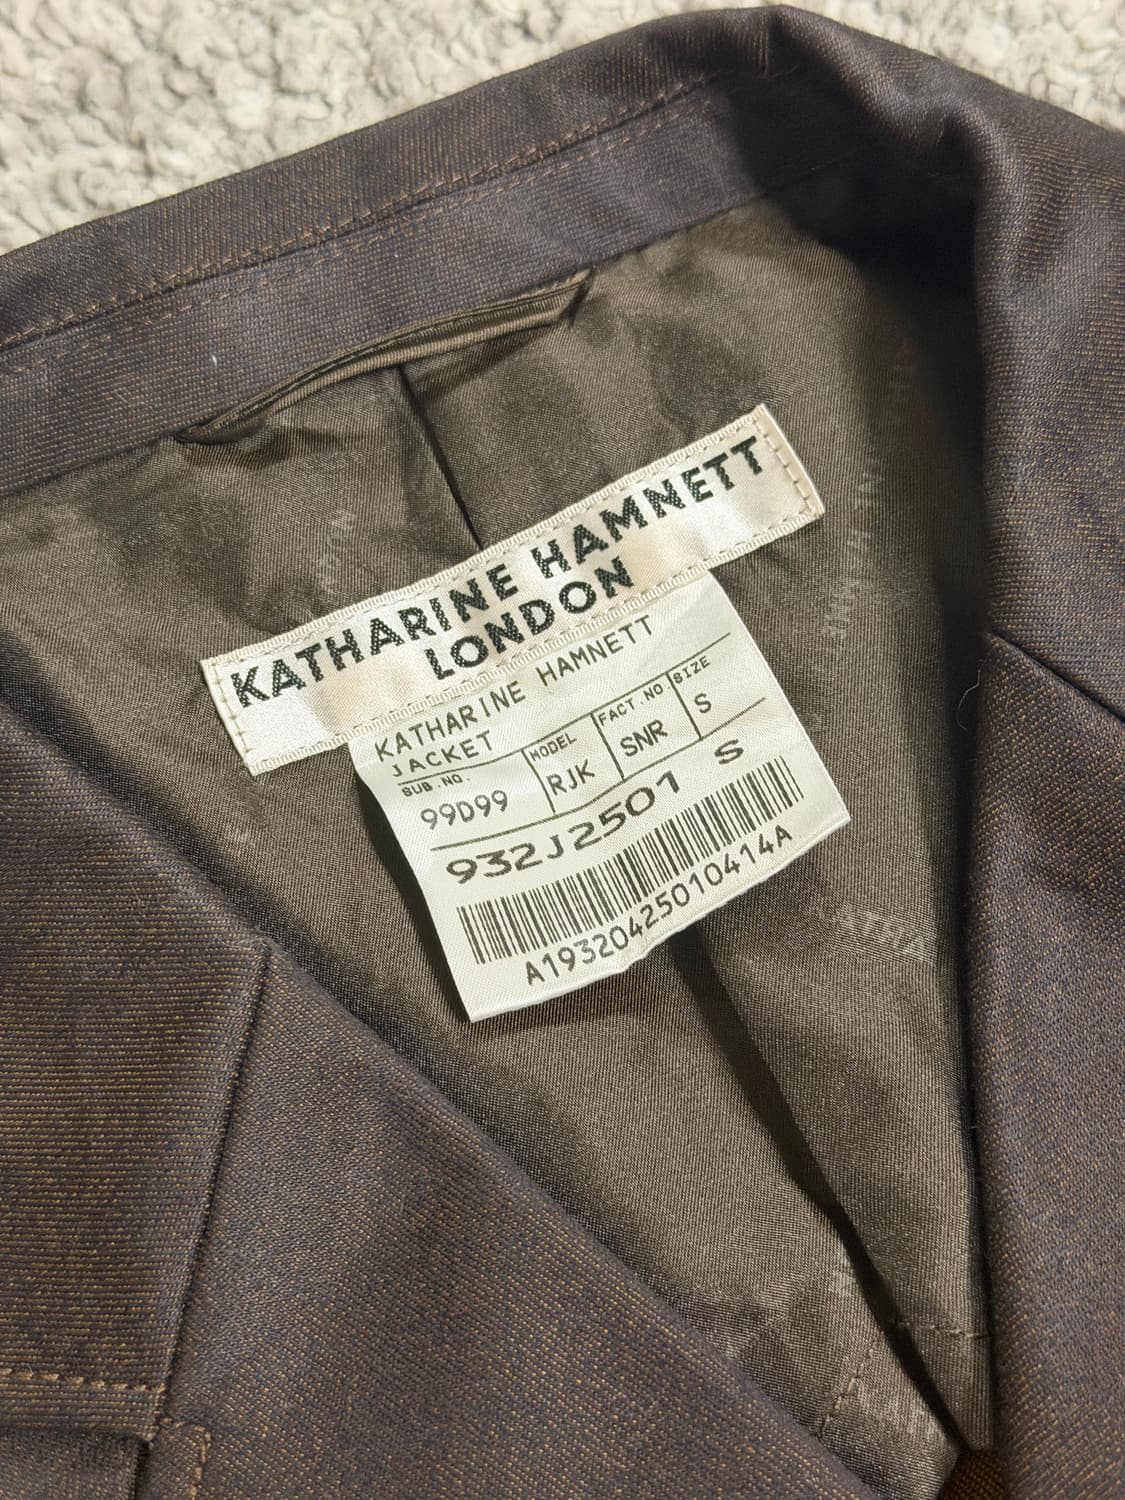 KATHARINE HAMNETT
LONDON
KATHARINE HAMNETT
JACKET
SUB.NO. MODEL FACT.NO SIZE
99D99 RJK SNR S
932J2501 S
A19320425010414A